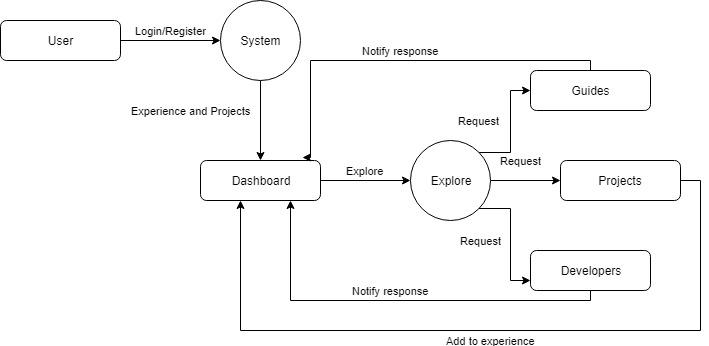 User
Login/Register
System
Notify response
Guides
Experience and Projects
Request
Dashboard
Explore
Explore
Request
Projects
Request
Developers
Notify response
Add to experience